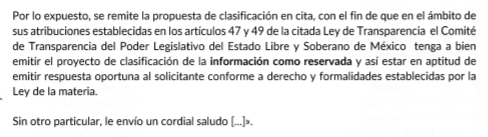 Por lo expuesto, se remite la propuesta de clasificación en cita, con el fin de que en el ámbito de
sus atribuciones establecidas en los artículos 47 y 49 de la citada Ley de Transparencia el Comité
de Transparencia del Poder Legislativo del Estado Libre y Soberano de México tenga a bien
emitir el proyecto de clasificación de la información como reservada y así estar en aptitud de
emitir respuesta oportuna al solicitante conforme a derecho y formalidades establecidas por la
Ley de la materia.
Sin otro particular, le envío un cordial saludo [...]».